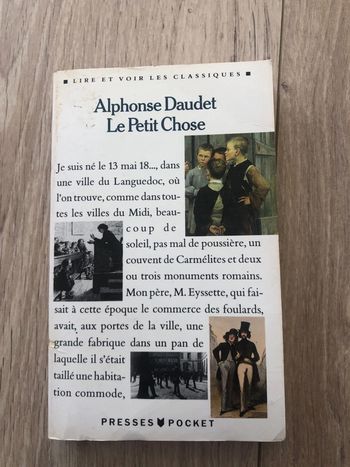 LIRE ET VOIR LES CLASSIQUES
Alphonse Daudet
Le Petit Chose
Je suis né le 13 mai 18..., dans
une ville du Languedoc, où
l'on trouve, comme dans tou-
tes les villes du Midi, beau-
coup de
soleil, pas mal de poussière, un
couvent de Carmélites et deux
ou trois monuments romains.
Mon père, M. Eyssette, qui fai-
sait à cette époque le commerce des foulards,
avait, aux portes de la ville, une
grande fabrique dans un pan de
laquelle il s'était
taillé une habita-
tion commode,
PRESSES POCKET